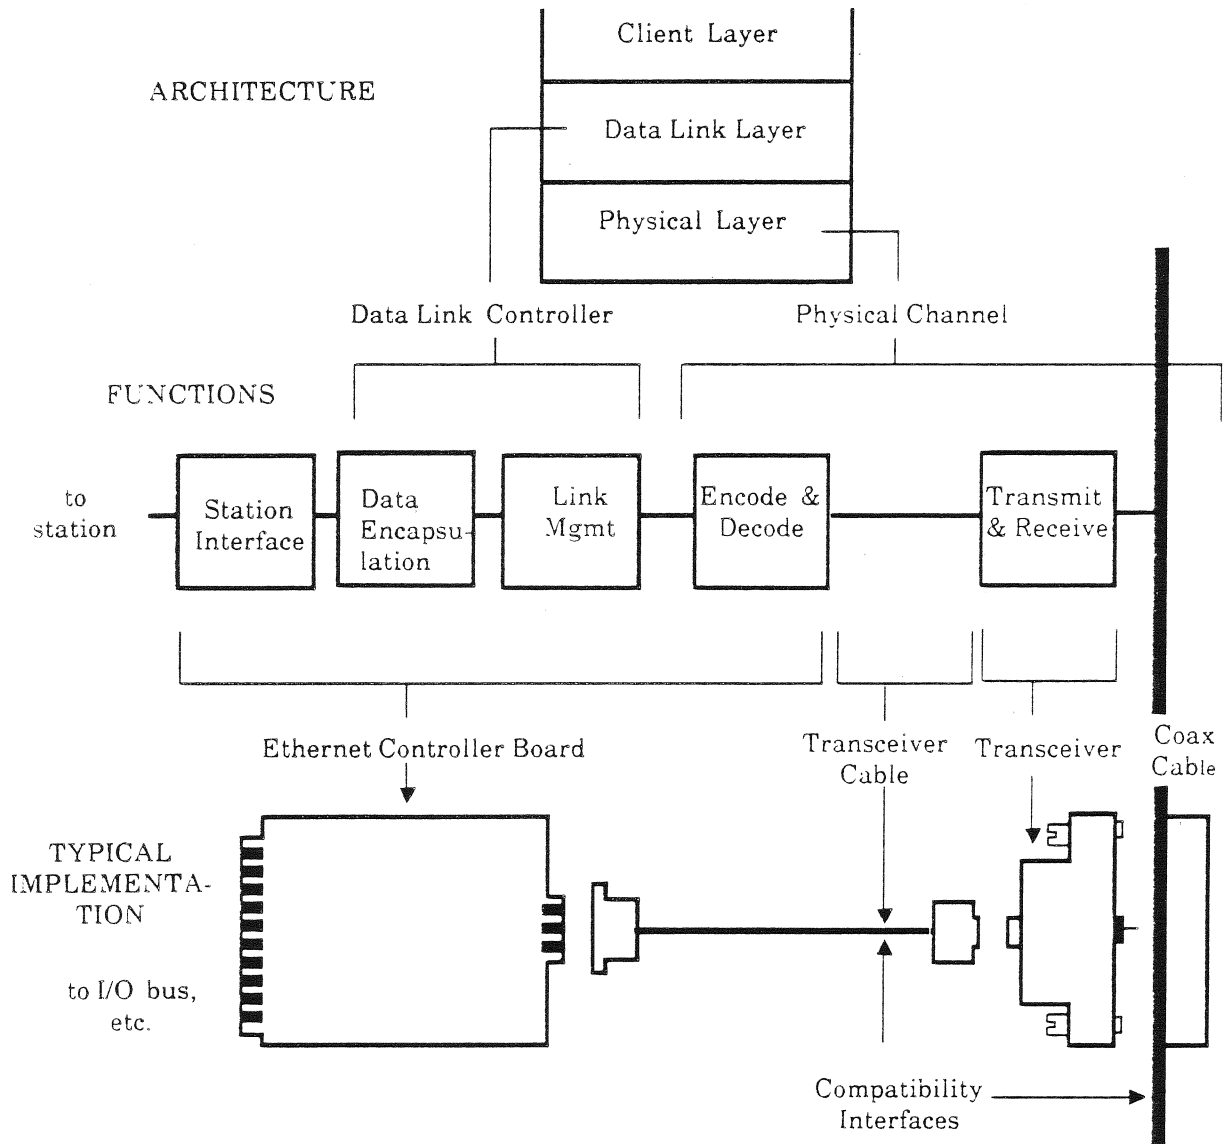 Client Layer
ARCHITECTURE
Data Link Layer
Physical Layer
Data Link Controller
Physical Channel
FUNCTIONS
to
station
Station
Interface
Data
Encapsu-
lation
Link
Mgmt
Encode &
Decode
Transmit
& Receive
Ethernet Controller Board
Transceiver
Cable
Transceiver
Coax
Cable
TYPICAL
IMPLEMENTA-
TION
to I/O bus,
etc.
Compatibility
Interfaces